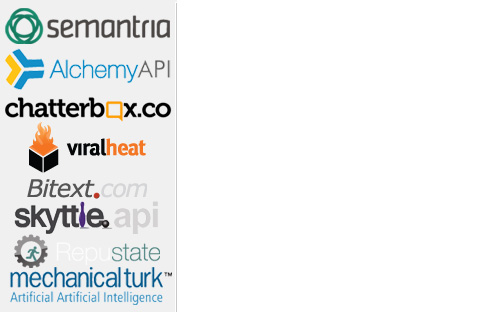 semantria
AlchemyAPI
chatterbox.co
viralheat
Bitext.com
skyttle api
Repustate
mechanicalturk™
Artificial Artificial Intelligence